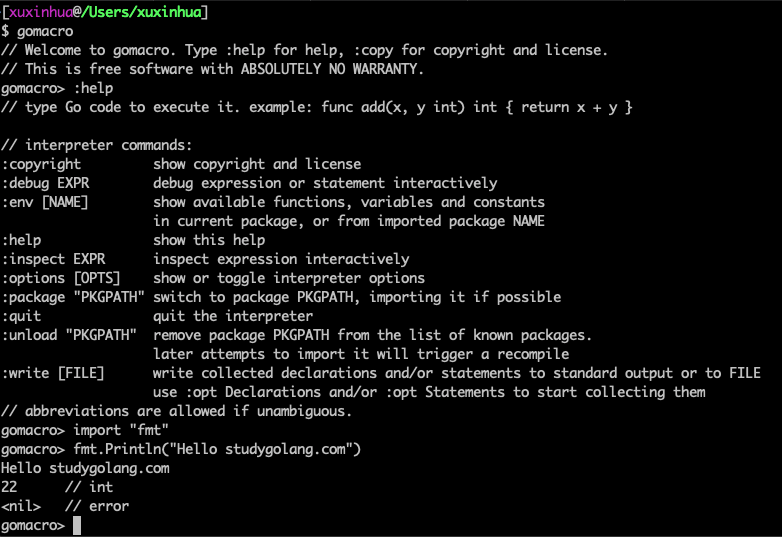 [xuxinhua@/Users/xuxinhua]
$ gomacro
// Welcome to gomacro. Type :help for help, :copy for copyright and license.
// This is free software with ABSOLUTELY NO WARRANTY.
gomacro> :help
// type Go code to execute it. example: func add(x, y int) int { return x + y }

// interpreter commands:
:copyright         show copyright and license
:debug EXPR        debug expression or statement interactively
:env [NAME]        show available functions, variables and constants
                   in current package, or from imported package NAME
:help              show this help
:inspect EXPR      inspect expression interactively
:options [OPTS]    show or toggle interpreter options
:package "PKGPATH" switch to package PKGPATH, importing it if possible
:quit              quit the interpreter
:unload "PKGPATH"  remove package PKGPATH from the list of known packages.
                   later attempts to import it will trigger a recompile
:write [FILE]      write collected declarations and/or statements to standard output or to FILE
                   use :opt Declarations and/or :opt Statements to start collecting them
// abbreviations are allowed if unambiguous.
gomacro> import "fmt"
gomacro> fmt.Println("Hello studygolang.com")
Hello studygolang.com
22      // int
<nil>   // error
gomacro>